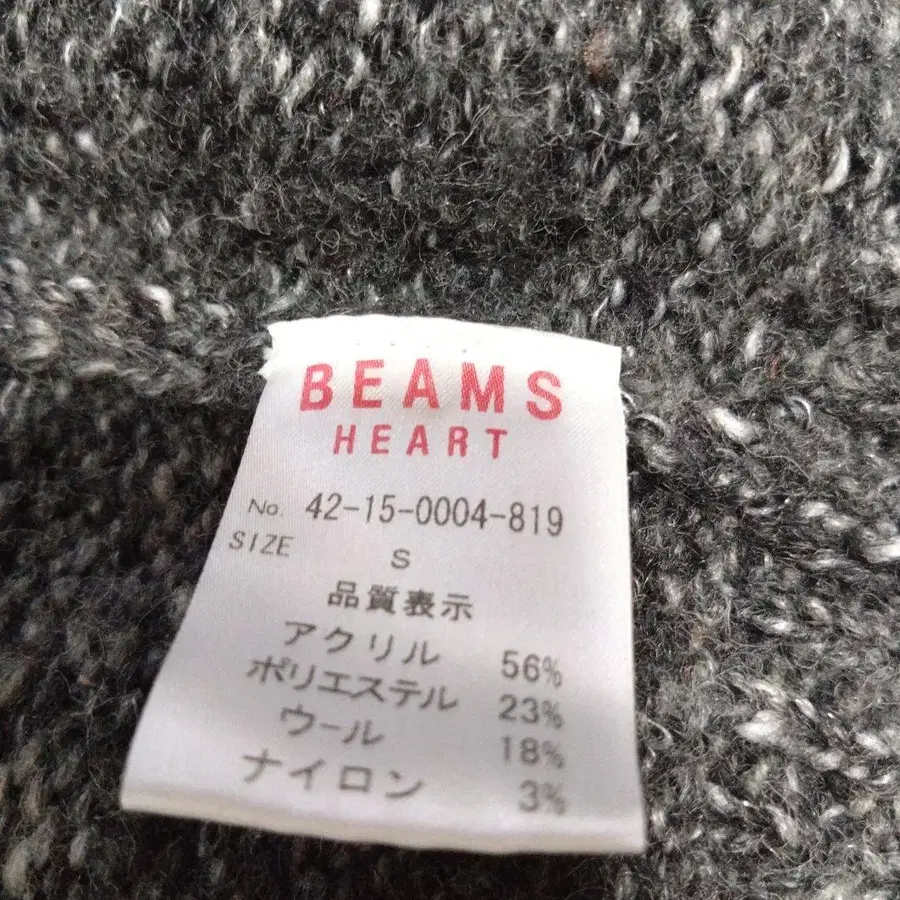 BEAMS
HEART
No. 42-15-0004-819
SIZE S
品質表示
アクリル 56%
ポリエステル 23%
ウール 18%
ナイロン 3%